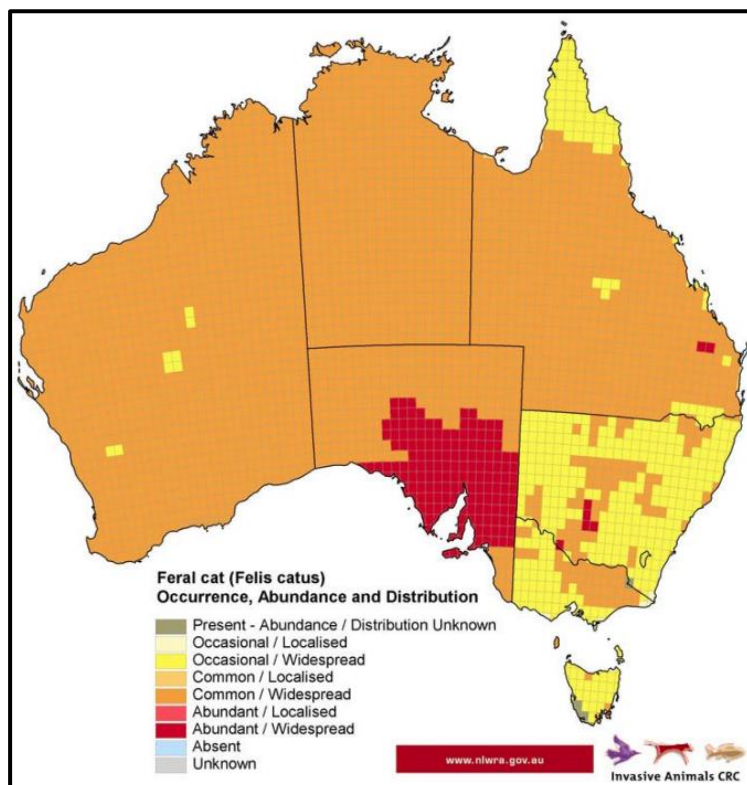 Feral cat (Felis catus)
Occurrence, Abundance and Distribution
Present - Abundance / Distribution Unknown
Occasional / Localised
Occasional / Widespread
Common / Localised
Common / Widespread
Abundant / Localised
Abundant / Widespread
Absent
Unknown
www.nlwra.gov.au
Invasive Animals CRC